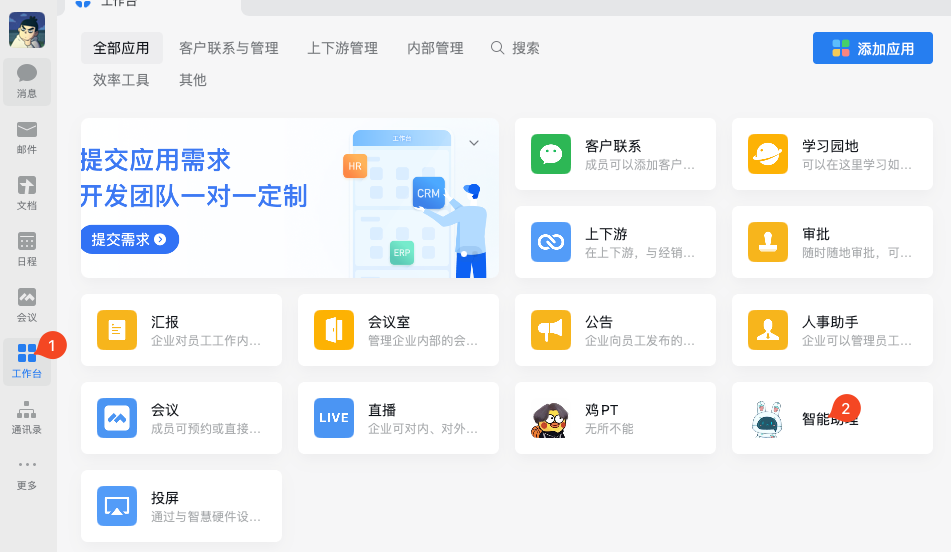 工作台
消息
邮件
文档
日程
会议
1
工作台
通讯录
更多
全部应用 客户联系与管理 上下游管理 内部管理 搜索
效率工具 其他
添加应用
提交应用需求
开发团队一对一定制
提交需求
工作台
HR
CRM
ERP
客户联系
成员可以添加客户...
学习园地
可以在这里学习如...
上下游
在上下游，与经销...
审批
随时随地审批，可...
汇报
企业对员工工作内...
会议室
管理企业内部的会...
公告
企业向员工发布的...
人事助手
企业可以管理员工...
会议
成员可预约或直接...
LIVE
直播
企业可对内、对外...
鸡PT
无所不能
智能助理
2
投屏
通过与智慧硬件设...